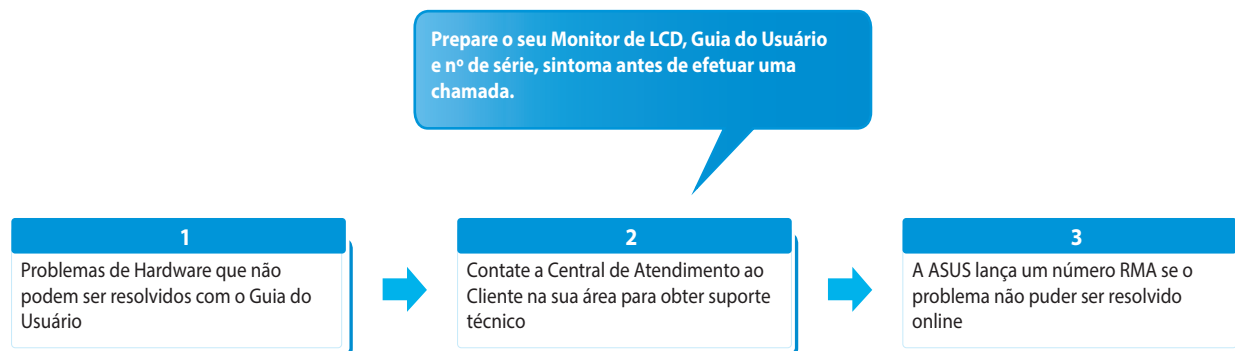 Prepare o seu Monitor de LCD, Guia do Usuário
e nº de série, sintoma antes de efetuar uma
chamada.
1
Problemas de Hardware que não
podem ser resolvidos com o Guia do
Usuário
2
Contate a Central de Atendimento ao
Cliente na sua área para obter suporte
técnico
3
A ASUS lança um número RMA se o
problema não puder ser resolvido
online